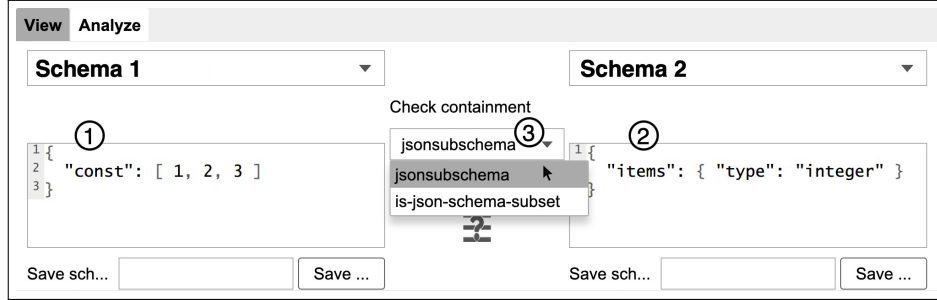 View Analyze
Schema 1
Schema 2
Check containment
1
3
2
jsonsubschema
1 {
2 "const": [ 1, 2, 3 ]
3 }
jsonsubschema
is-json-schema-subset
1 {
"items": { "type": "integer" }
}
?
Save sch...
Save ...
Save sch...
Save ...